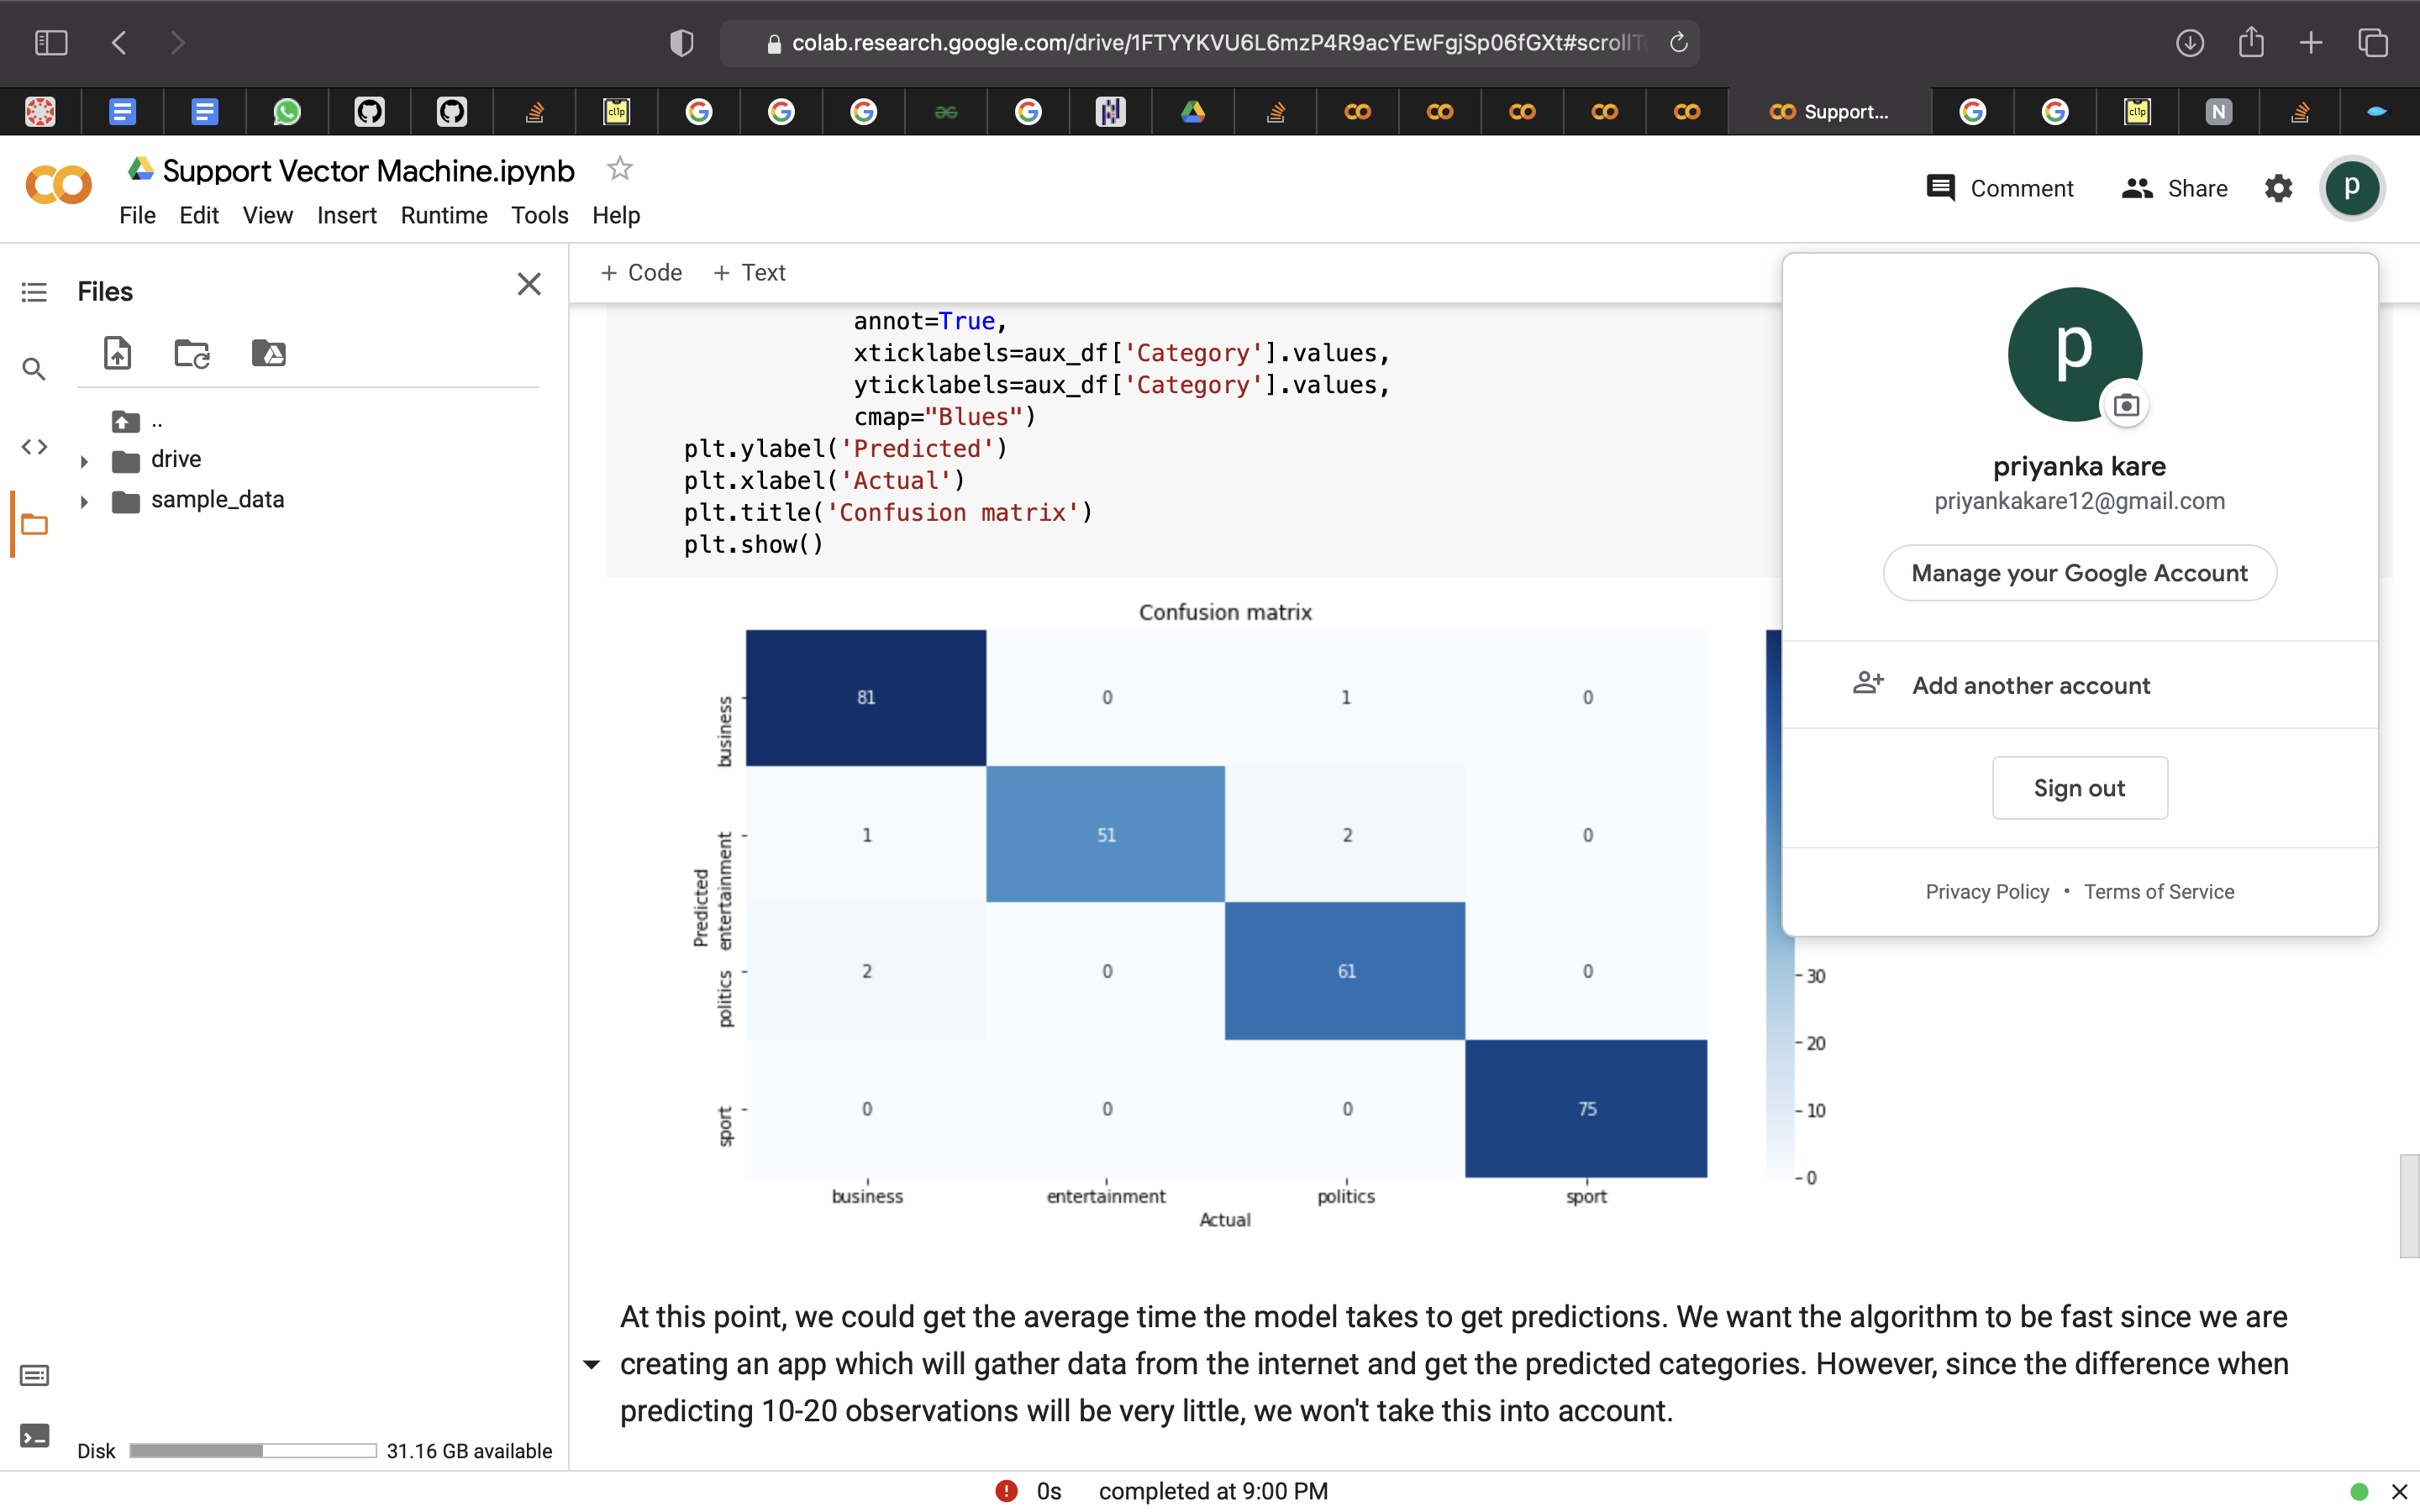 colab.research.google.com/drive/1FTYYKVU6L6mzP4R9acYEwFgjSp06fGXt#scrollT
cl1p
Support...
cl1p
N
Support Vector Machine.ipynb
File Edit View Insert Runtime Tools Help
Comment
Share
p
Files
+ Code + Text
..
drive
sample_data
annot=True,
xticklabels=aux_df['Category'].values,
yticklabels=aux_df['Category'].values,
cmap="Blues")
plt.ylabel('Predicted')
plt.xlabel('Actual')
plt.title('Confusion matrix')
plt.show()
p
priyanka kare
priyankakare12@gmail.com
Manage your Google Account
Add another account
Sign out
Privacy Policy • Terms of Service
Confusion matrix
Predicted
business
81 0 1 0
entertainment
1 51 2 0
politics
2 0 61 0
sport
0 0 0 75
business entertainment politics sport
Actual
30
20
10
0
At this point, we could get the average time the model takes to get predictions. We want the algorithm to be fast since we are
creating an app which will gather data from the internet and get the predicted categories. However, since the difference when
predicting 10-20 observations will be very little, we won't take this into account.
Disk 31.16 GB available
0s completed at 9:00 PM